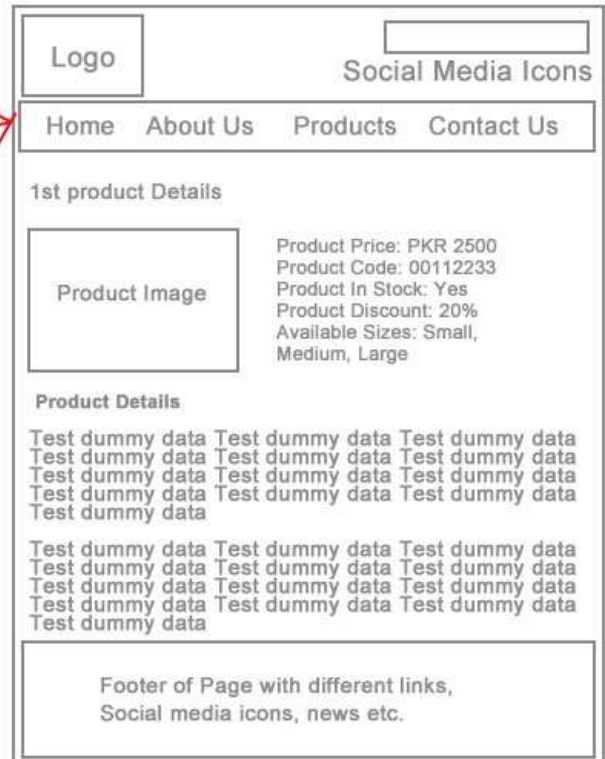 Logo
Social Media Icons
Home About Us Products Contact Us
1st product Details
Product Image
Product Price: PKR 2500
Product Code: 00112233
Product In Stock: Yes
Product Discount: 20%
Available Sizes: Small,
Medium, Large
Product Details
Test dummy data Test dummy data Test dummy data
Test dummy data Test dummy data Test dummy data
Test dummy data Test dummy data Test dummy data
Test dummy data Test dummy data Test dummy data
Test dummy data
Test dummy data Test dummy data Test dummy data
Test dummy data Test dummy data Test dummy data
Test dummy data Test dummy data Test dummy data
Test dummy data Test dummy data Test dummy data
Test dummy data
Footer of Page with different links,
Social media icons, news etc.